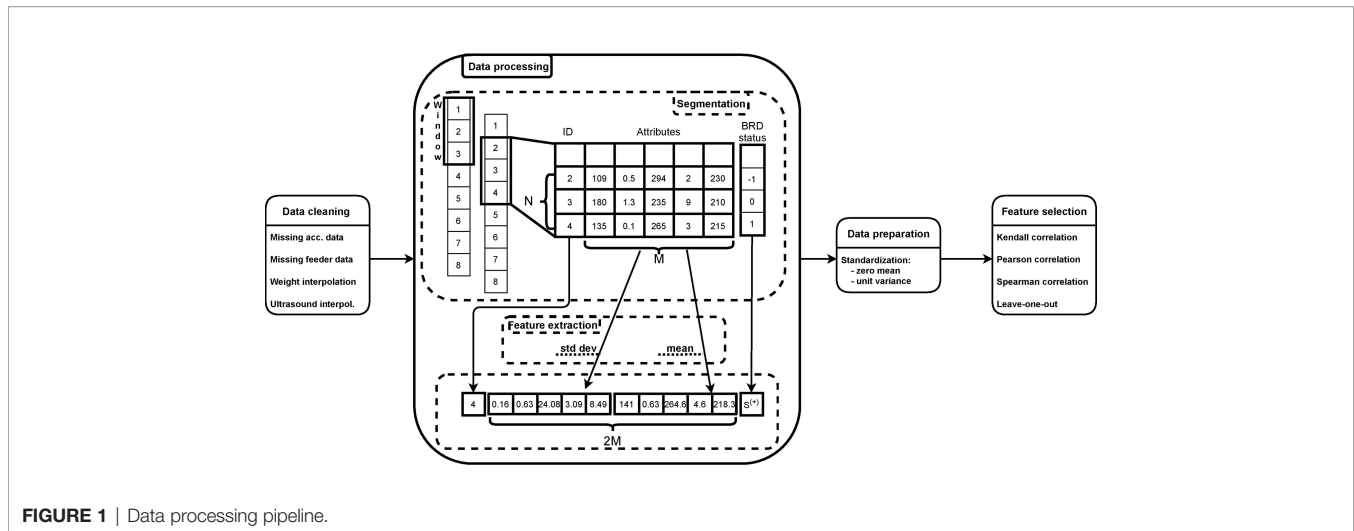 Data processing
Segmentation
Window
1
2
3
4
5
6
7
8
1
2
3
4
5
6
7
8
ID Attributes BRD status
2 109 0.5 294 2 230 -1
3 180 1.3 235 9 210 0
4 135 0.1 265 3 215 1
N
M
Data cleaning
Missing acc. data
Missing feeder data
Weight interpolation
Ultrasound interpol.
Feature extraction
std dev mean
4 0.16 0.63 24.08 3.09 8.49 141 0.63 264.6 4.6 218.3 S(+)
2M
Data preparation
Standardization:
- zero mean
- unit variance
Feature selection
Kendall correlation
Pearson correlation
Spearman correlation
Leave-one-out
FIGURE 1 | Data processing pipeline.